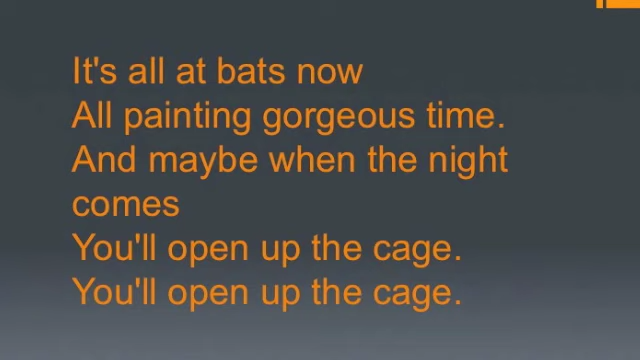 It's all at bats now
All painting gorgeous time.
And maybe when the night
comes
You'll open up the cage.
You'll open up the cage.